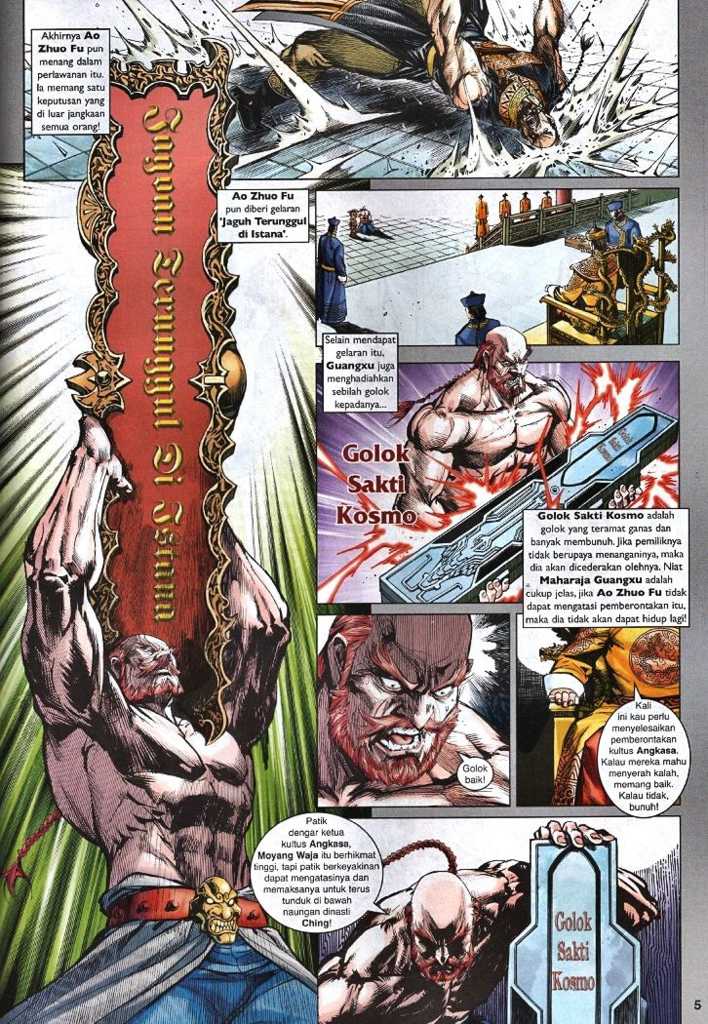 Akhirnya Ao
Zhuo Fu pun
menang dalam
perlawanan itu.
Ia memang satu
keputusan yang
di luar jangkaan
semua orang!
Jaguh Terunggul Di Istana
Ao Zhuo Fu
pun diberi gelaran
'Jaguh Terunggul
di Istana'.
Selain mendapat
gelaran itu,
Guangxu juga
menghadiahkan
sebilah golok
kepadanya...
Golok
Sakti
Kosmo
Golok Sakti Kosmo adalah
golok yang teramat ganas dan
banyak membunuh. Jika pemiliknya
tidak berupaya menanganinya, maka
dia akan dicederakan olehnya. Niat
Maharaja Guangxu adalah
cukup jelas, jika Ao Zhuo Fu tidak
dapat mengatasi pemberontakan itu,
maka dia tidak akan dapat hidup lagi!
Golok
baik!
Kali
ini kau perlu
menyelesaikan
pemberontakan
kultus Angkasa.
Kalau mereka mahu
menyerah kalah,
memang baik.
Kalau tidak,
bunuh!
Patik
dengar ketua
kultus Angkasa,
Moyang Waja itu berhikmat
tinggi, tapi patik berkeyakinan
dapat mengatasinya dan
memaksanya untuk terus
tunduk di bawah
naungan dinasti
Ching!
Golok
Sakti
Kosmo
5